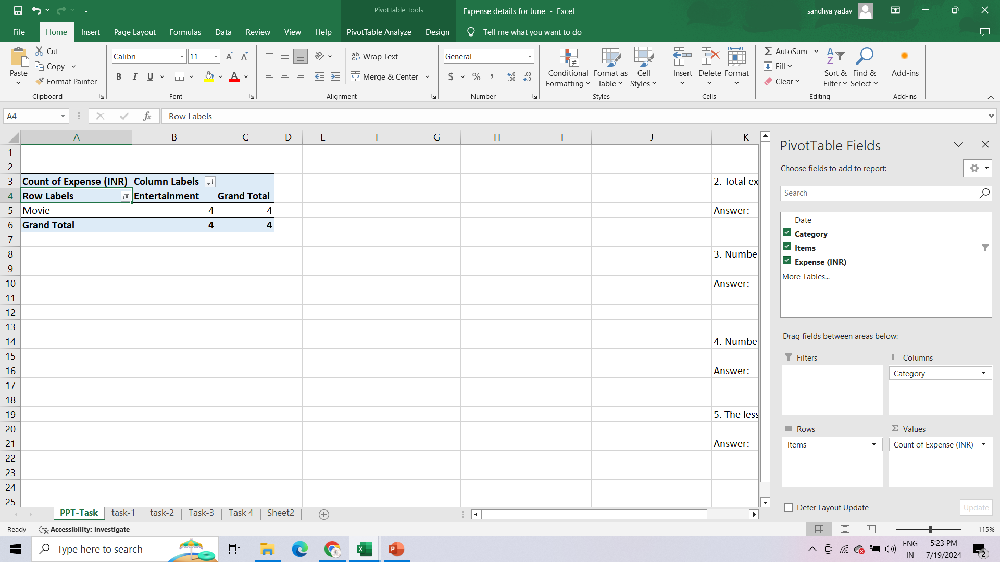 PivotTable Tools
Expense details for June - Excel
sandhya yadav
File
Home
Insert
Page Layout
Formulas
Data
Review
View
Help
PivotTable Analyze
Design
Tell me what you want to do
Paste
Cut
Copy
Format Painter
Clipboard
Calibri
11
B I U
Font
Wrap Text
Merge & Center
Alignment
General
$ % ,
Number
Conditional
Formatting
Format as
Table
Cell
Styles
Styles
Insert
Delete
Format
Cells
AutoSum
Fill
Clear
Sort &
Filter
Find &
Select
Editing
Add-ins
Add-ins
A4
fx
Row Labels
A B C D E F G H I J K
1
2
3 Count of Expense (INR) Column Labels 2. Total ex
4 Row Labels Entertainment Grand Total
5 Movie 4 4 Answer:
6 Grand Total 4 4
7
8 3. Number
9
10 Answer:
11
12
13
14 4. Number
15
16 Answer:
17
18
19 5. The less
20
21 Answer:
22
23
24
25
PivotTable Fields
Choose fields to add to report:
Search
Date
Category
Items
Expense (INR)
More Tables...
Drag fields between areas below:
Filters
Columns
Category
Rows
Values
Items
Count of Expense (INR)
Defer Layout Update
Update
PPT-Task
task-1
task-2
Task-3
Task 4
Sheet2
Ready
Accessibility: Investigate
115%
Type here to search
ENG
IN
5:23 PM
7/19/2024
2